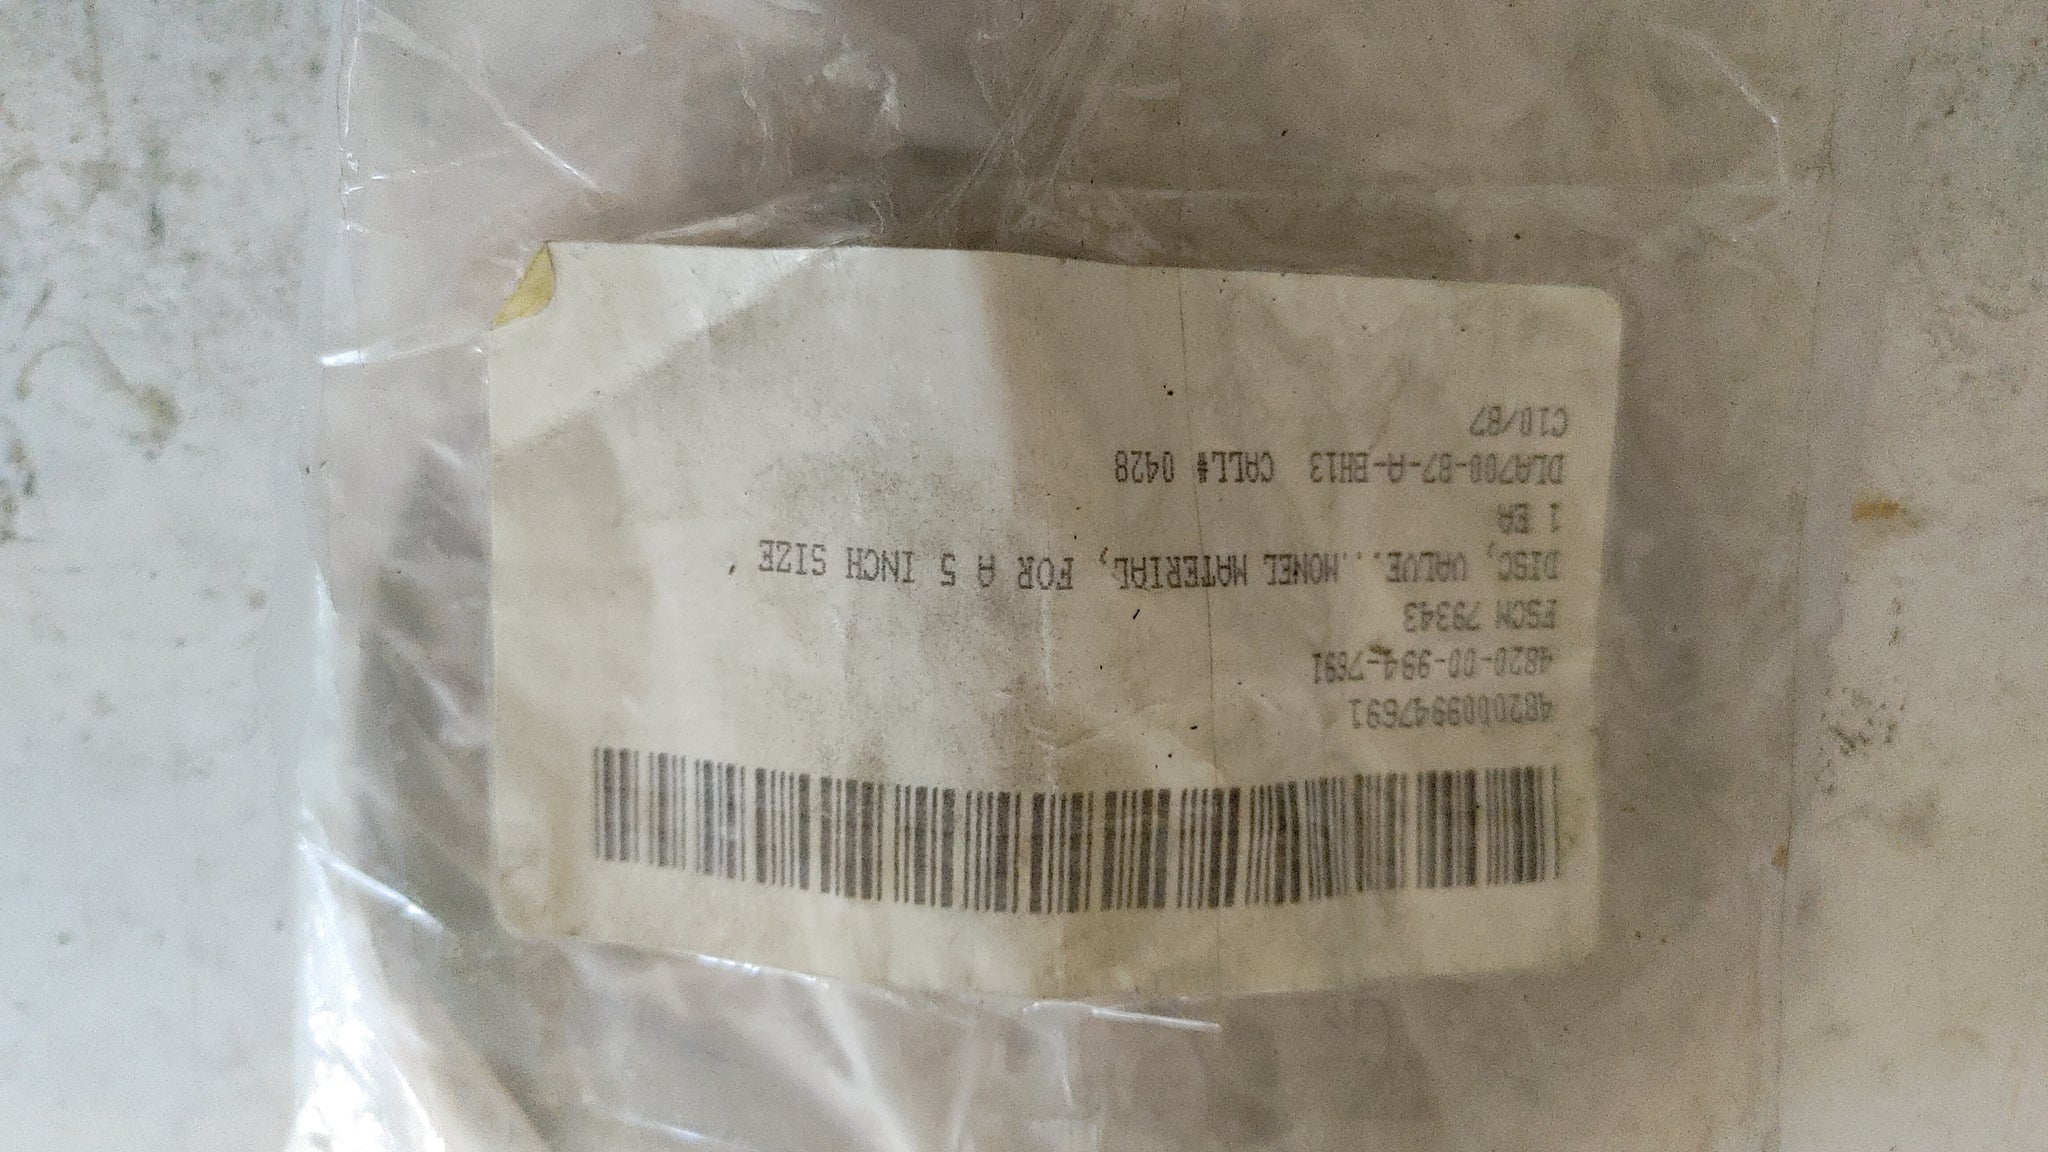 4820009947691
4820-00-994-7691
FSCM 79343
DISC, VALVE...MONEL MATERIAL, FOR A 5 INCH SIZE
1 EA
DLA700-87-A-BH13 CALL# 0428
C10/87